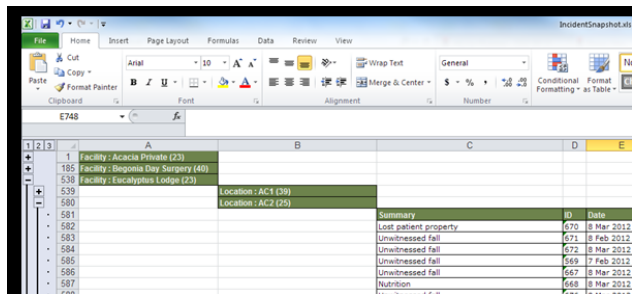 IncidentSnapshot.xls
File Home Insert Page Layout Formulas Data Review View
Cut
Copy
Format Painter
Paste
Arial 10 A A
B I U A
Wrap Text
Merge & Center
General
$ % ,
Conditional Formatting
Format as Table
Clipboard Font Alignment Number
E748 fx
1 2 3 A B C D E
1 Facility : Acacia Private (23)
185 Facility : Begonia Day Surgery (40)
538 Facility : Eucalyptus Lodge (23)
539 Location : AC1 (39)
580 Location : AC2 (25)
581 Summary ID Date
582 Lost patient property 670 8 Mar 2012
583 Unwitnessed fall 671 8 Feb 2012
584 Unwitnessed fall 672 8 Mar 2012
585 Unwitnessed fall 569 7 Feb 2012
586 Unwitnessed fall 667 8 Mar 2012
587 Nutrition 668 8 Mar 2012